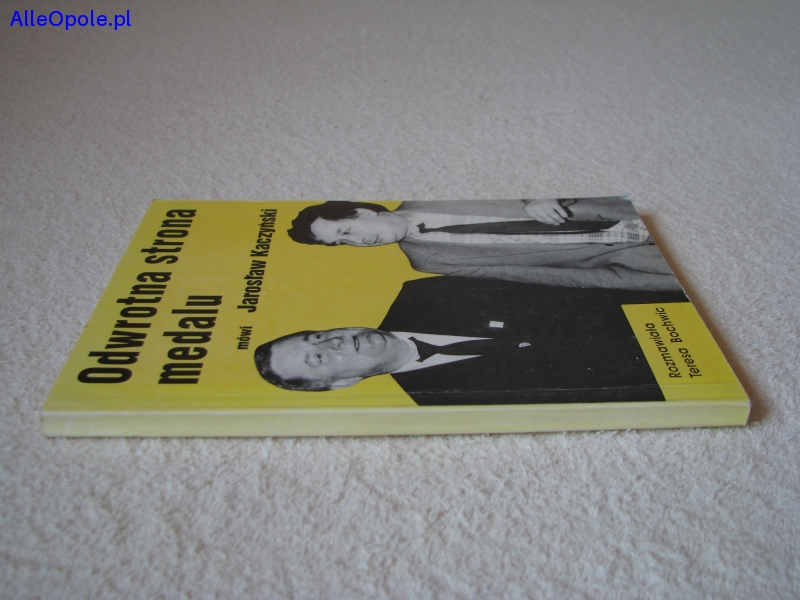 AlleOpole.pl
Odwrotna strona
medalu
mówi Jarosław Kaczyński
Rozmawiała
Teresa Bochwic